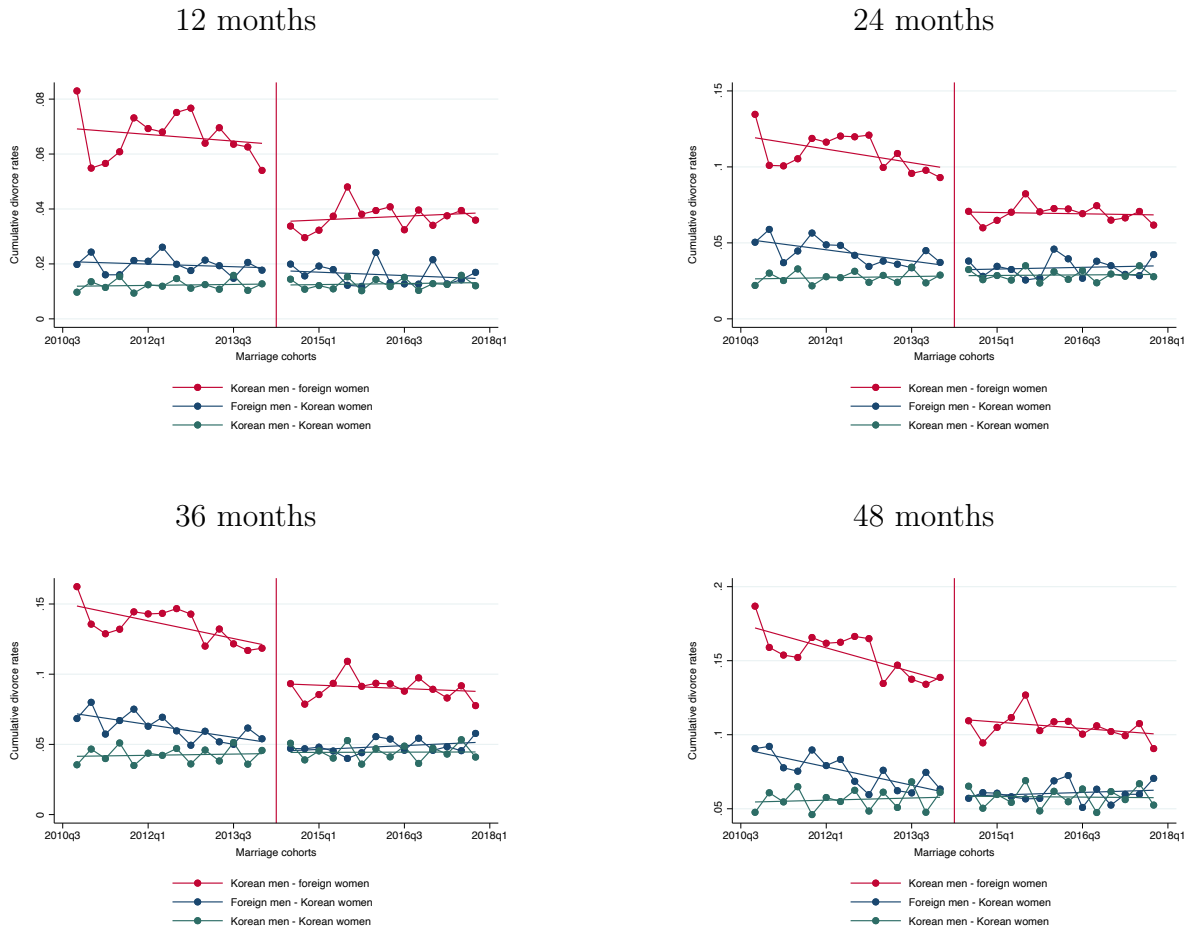 12 months
Cumulative divorce rates
.08
.06
.04
.02
0
2010q3 2012q1 2013q3 2015q1 2016q3 2018q1
Marriage cohorts
Korean men - foreign women
Foreign men - Korean women
Korean men - Korean women
24 months
Cumulative divorce rates
.15
.1
.05
0
2010q3 2012q1 2013q3 2015q1 2016q3 2018q1
Marriage cohorts
Korean men - foreign women
Foreign men - Korean women
Korean men - Korean women
36 months
Cumulative divorce rates
.15
.1
.05
0
2010q3 2012q1 2013q3 2015q1 2016q3 2018q1
Marriage cohorts
Korean men - foreign women
Foreign men - Korean women
Korean men - Korean women
48 months
Cumulative divorce rates
.2
.15
.1
.05
2010q3 2012q1 2013q3 2015q1 2016q3 2018q1
Marriage cohorts
Korean men - foreign women
Foreign men - Korean women
Korean men - Korean women